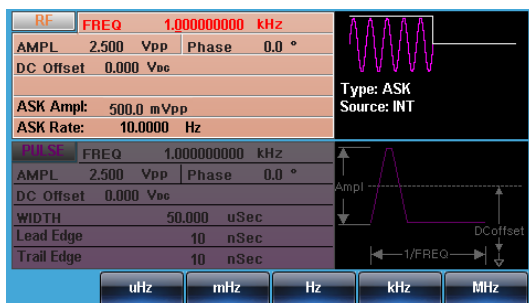 RF FREQ 1.000000000 kHz
AMPL 2.500 Vpp Phase 0.0 °
DC Offset 0.000 VDC
ASK Ampl: 500.0 mVpp
ASK Rate: 10.0000 Hz
Type: ASK
Source: INT
PULSE FREQ 1.000000000 kHz
AMPL 2.500 Vpp Phase 0.0 °
DC Offset 0.000 VDC
WIDTH 50.000 uSec
Lead Edge 10 nSec
Trail Edge 10 nSec
Ampl
DCoffset
1/FREQ
uHz mHz Hz kHz MHz